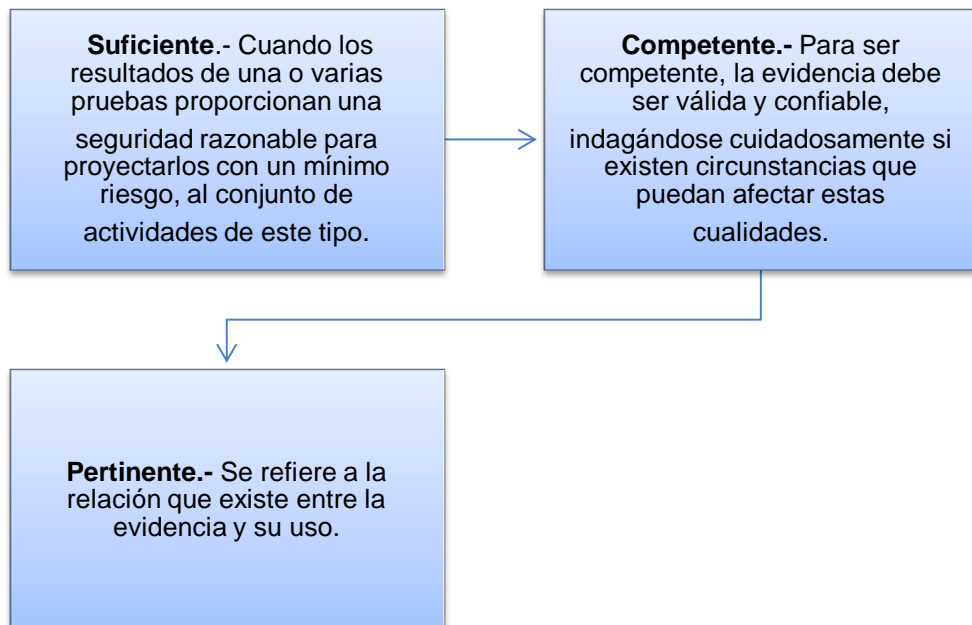 Suficiente.- Cuando los
resultados de una o varias
pruebas proporcionan una
seguridad razonable para
proyectarlos con un mínimo
riesgo, al conjunto de
actividades de este tipo.
Competente.- Para ser
competente, la evidencia debe
ser válida y confiable,
indagándose cuidadosamente si
existen circunstancias que
puedan afectar estas
cualidades.
Pertinente.- Se refiere a la
relación que existe entre la
evidencia y su uso.